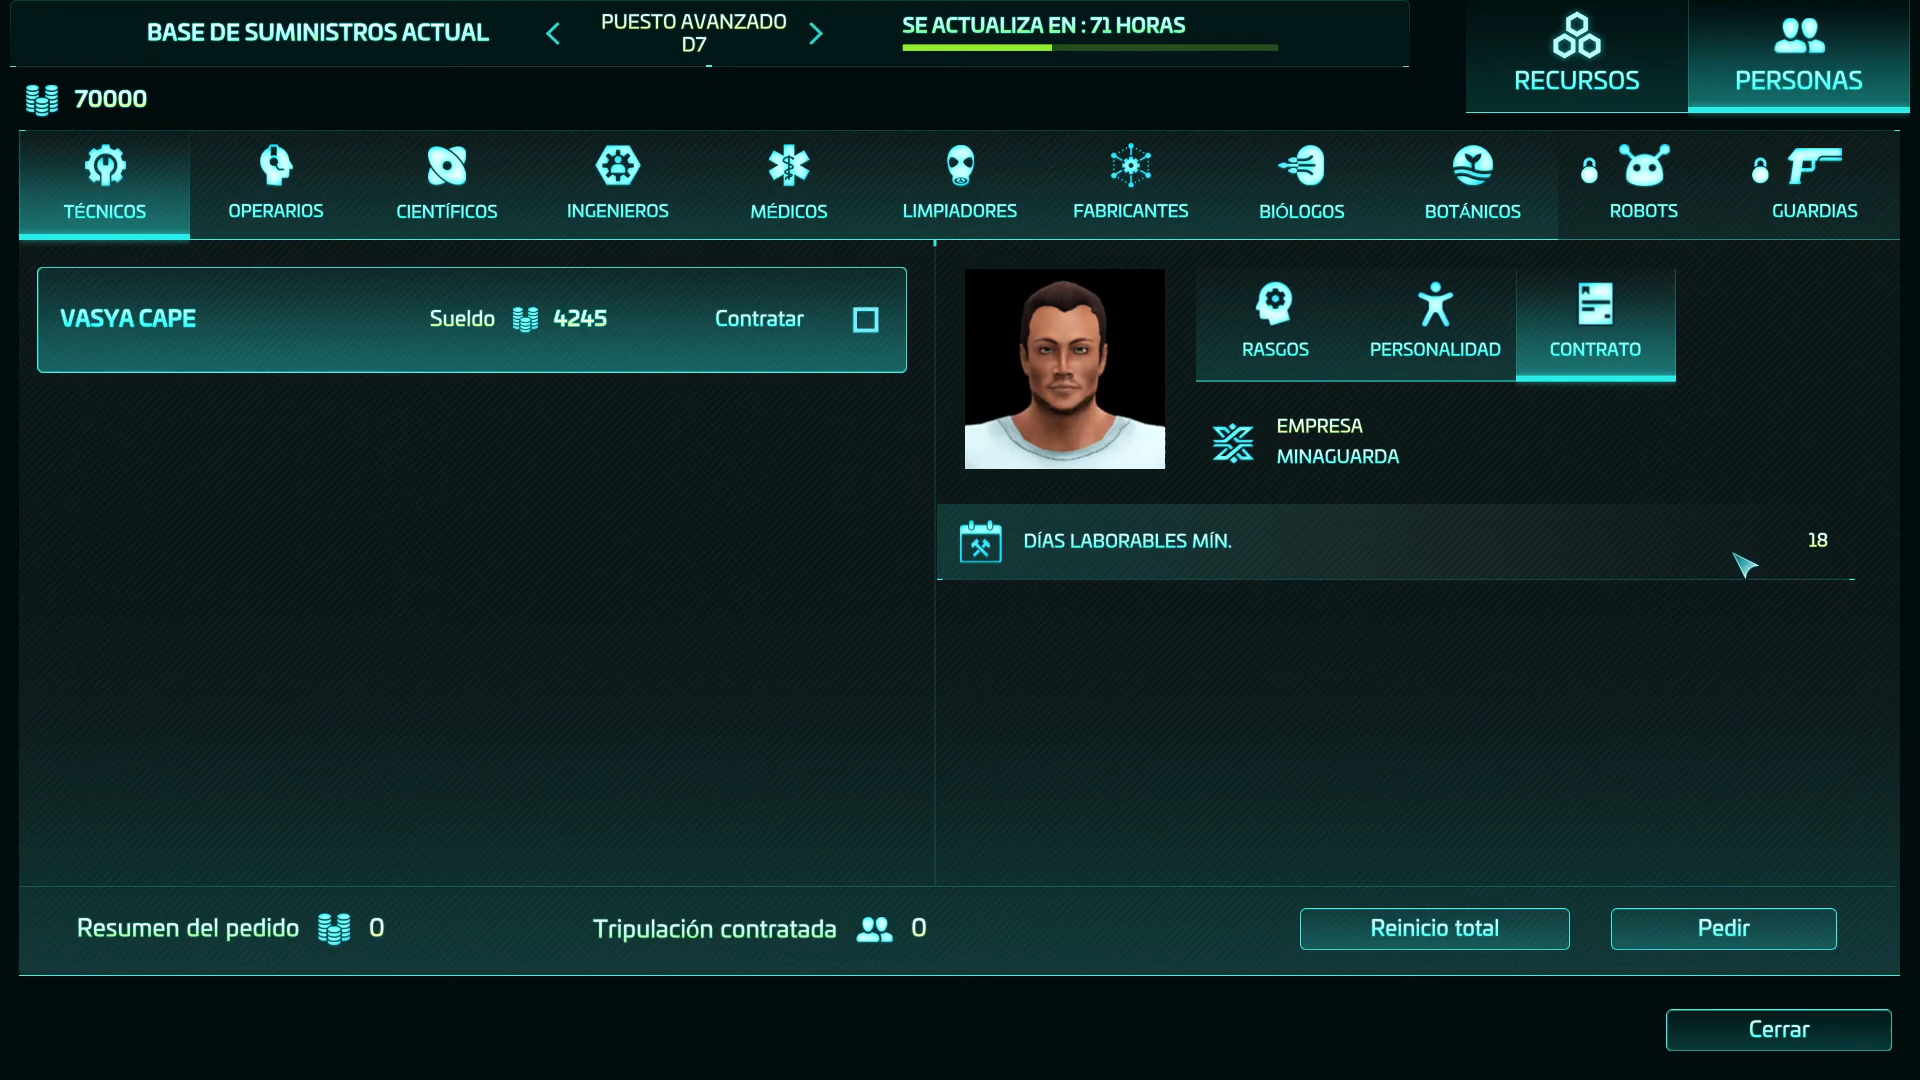 BASE DE SUMINISTROS ACTUAL
PUESTO AVANZADO
D7
SE ACTUALIZA EN : 71 HORAS
RECURSOS
PERSONAS
70000
TÉCNICOS
OPERARIOS
CIENTÍFICOS
INGENIEROS
MÉDICOS
LIMPIADORES
FABRICANTES
BIÓLOGOS
BOTÁNICOS
ROBOTS
GUARDIAS
VASYA CAPE
Sueldo
4245
Contratar
RASGOS
PERSONALIDAD
CONTRATO
EMPRESA
MINAGUARDA
DÍAS LABORABLES MÍN.
18
Resumen del pedido
0
Tripulación contratada
0
Reinicio total
Pedir
Cerrar